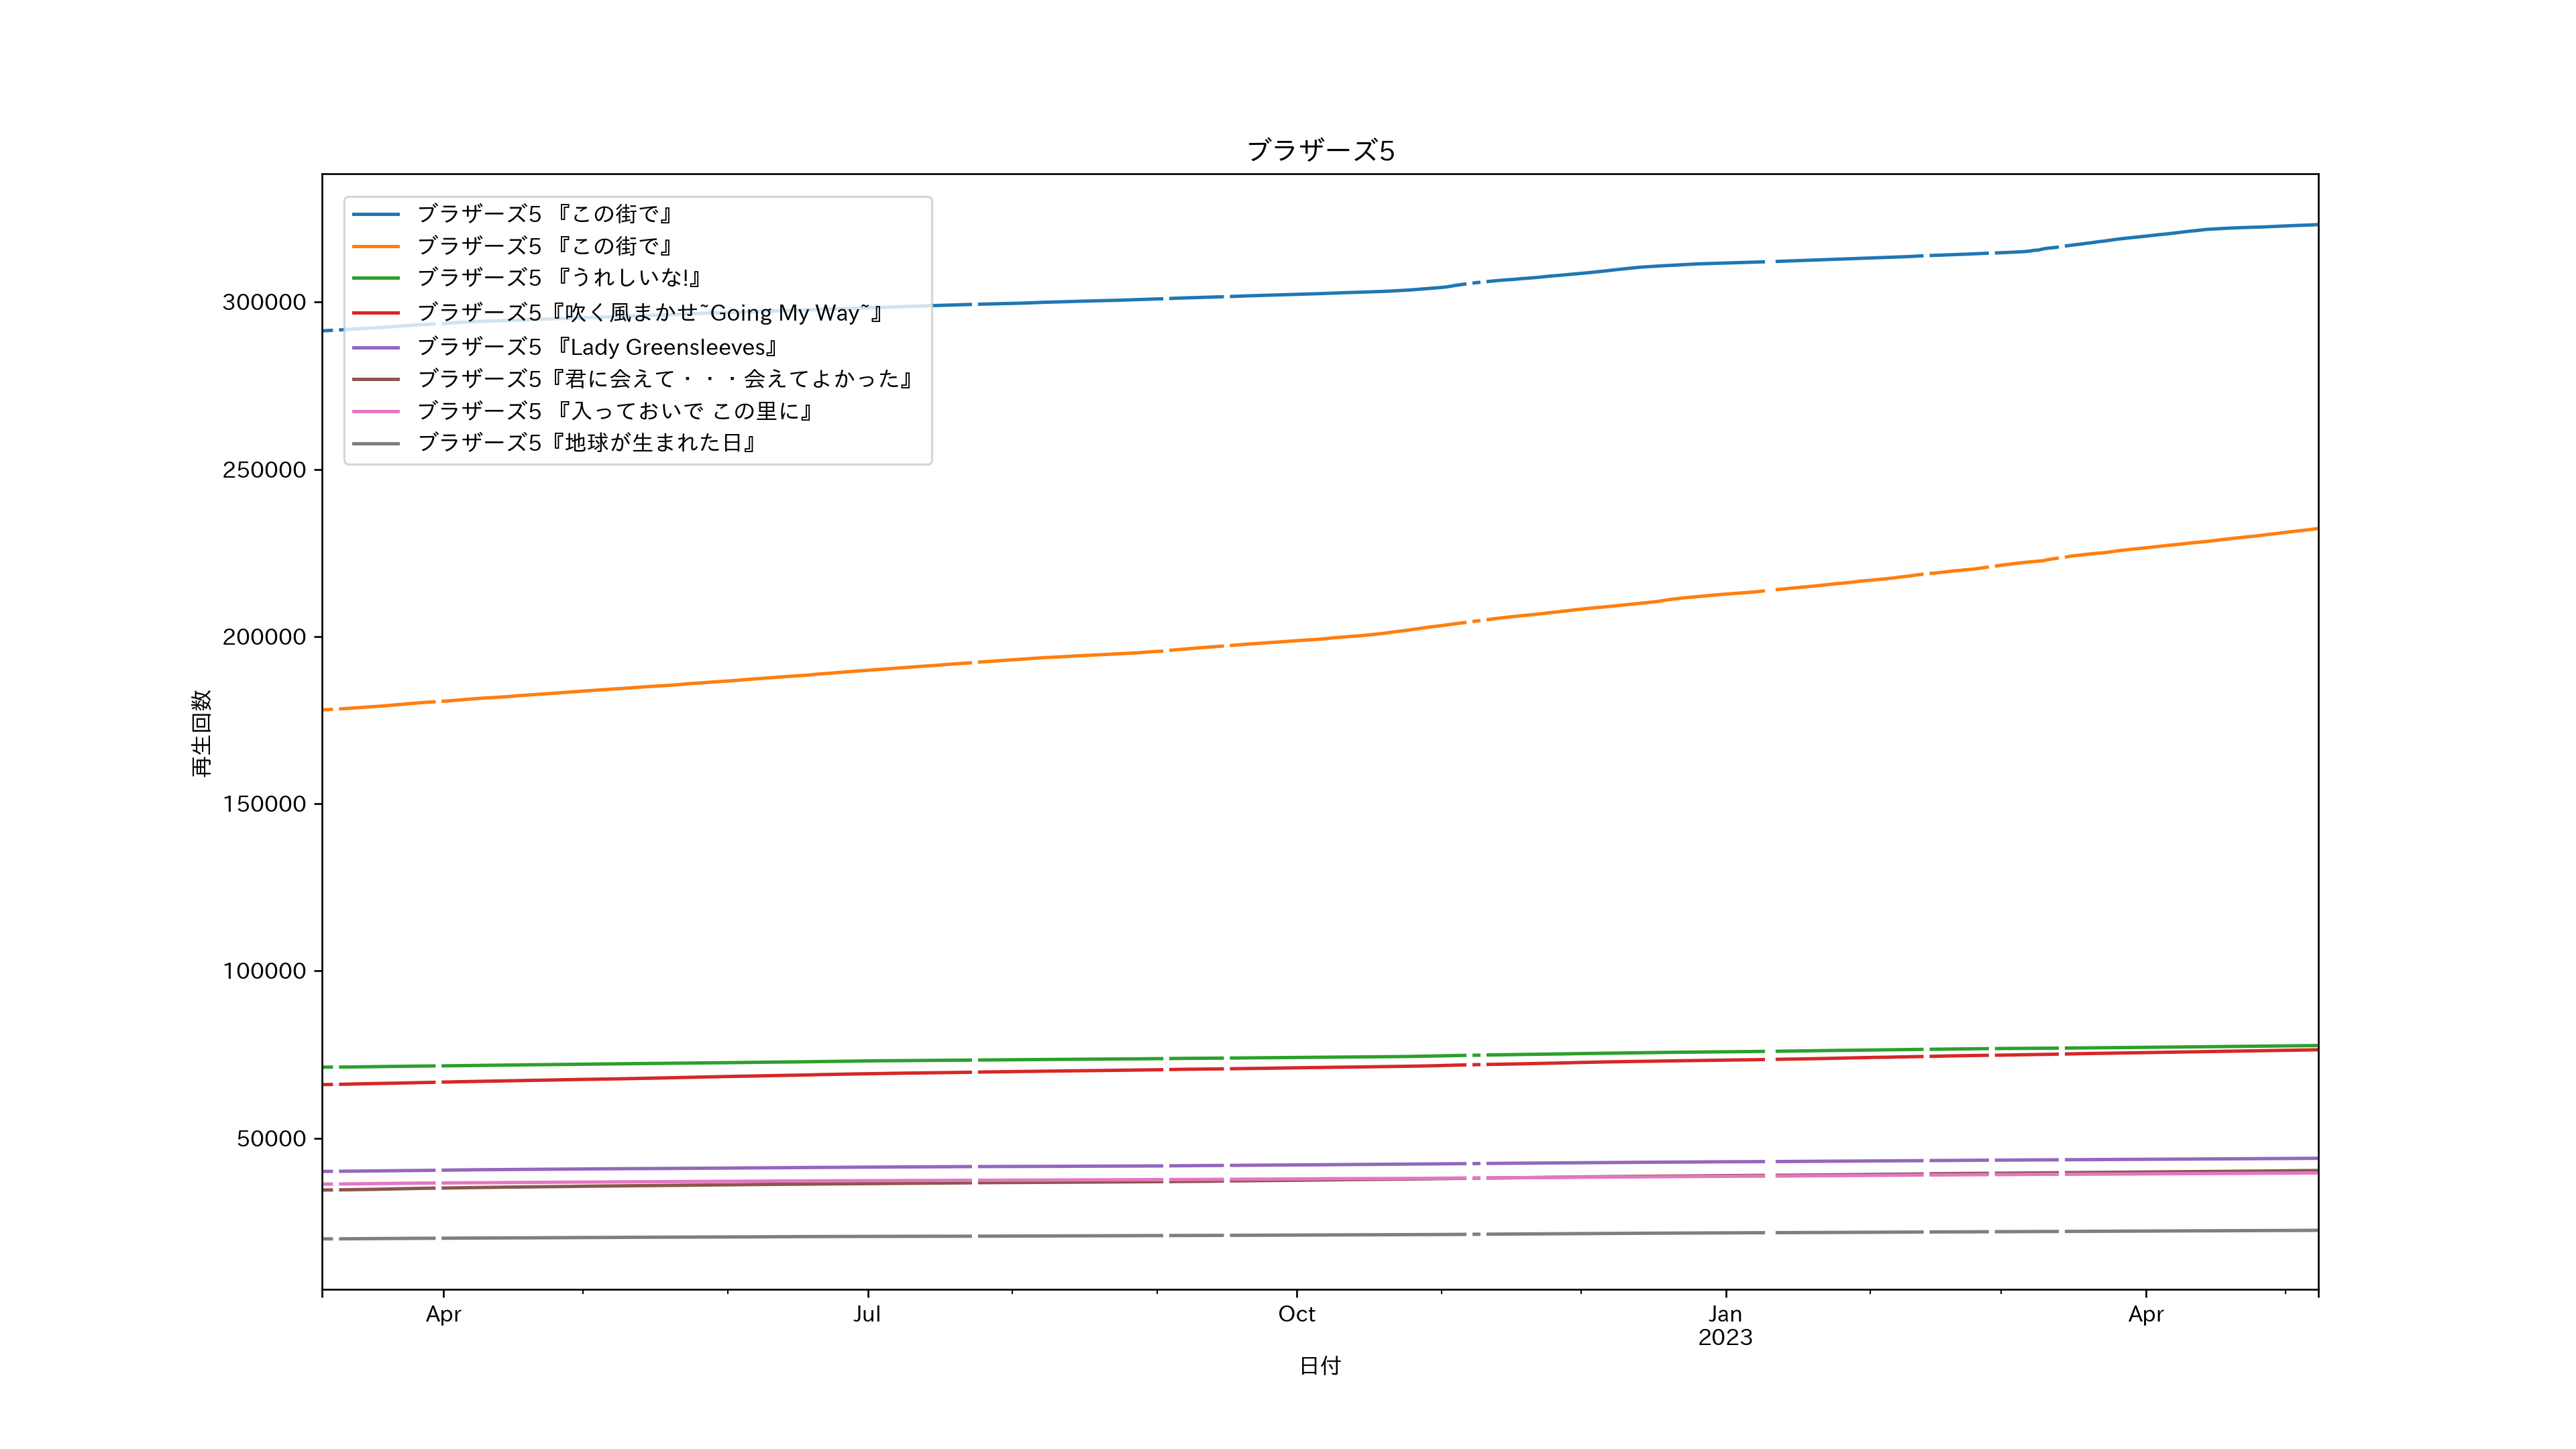 ブラザーズ5
ブラザーズ5 『この街で』
ブラザーズ5 『この街で』
ブラザーズ5 『うれしいな!』
ブラザーズ5『吹く風まかせ~Going My Way~』
ブラザーズ5 『Lady Greensleeves』
ブラザーズ5『君に会えて・・・会えてよかった』
ブラザーズ5 『入っておいで この里に』
ブラザーズ5『地球が生まれた日』
300000
250000
200000
150000
100000
50000
再生回数
Apr
Jul
Oct
Jan
2023
Apr
日付